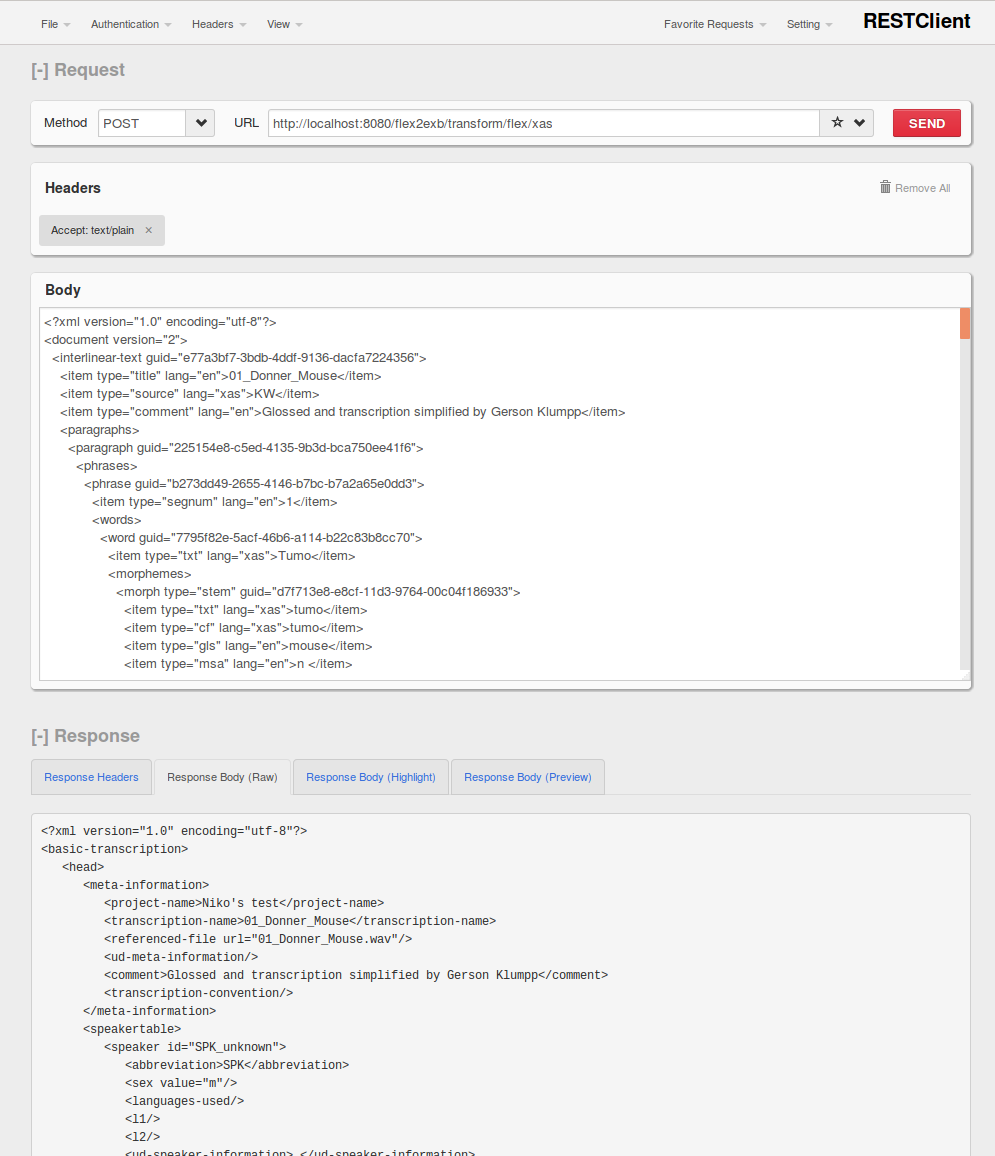 File Authentication Headers View Favorite Requests Setting RESTClient
[-] Request
Method POST URL http://localhost:8080/flex2exb/transform/flex/xas SEND
Headers Remove All
Accept: text/plain ×
Body
<?xml version="1.0" encoding="utf-8"?>
<document version="2">
<interlinear-text guid="e77a3bf7-3bdb-4ddf-9136-dacfa7224356">
<item type="title" lang="en">01_Donner_Mouse</item>
<item type="source" lang="xas">KW</item>
<item type="comment" lang="en">Glossed and transcription simplified by Gerson Klumpp</item>
<paragraphs>
<paragraph guid="225154e8-c5ed-4135-9b3d-bca750ee41f6">
<phrases>
<phrase guid="b273dd49-2655-4146-b7bc-b7a2a65e0dd3">
<item type="segnum" lang="en">1</item>
<words>
<word guid="7795f82e-5acf-46b6-a114-b22c83b8cc70">
<item type="txt" lang="xas">Tumo</item>
<morphemes>
<morph type="stem" guid="d7f713e8-e8cf-11d3-9764-00c04f186933">
<item type="txt" lang="xas">tumo</item>
<item type="cf" lang="xas">tumo</item>
<item type="gls" lang="en">mouse</item>
<item type="msa" lang="en">n </item>
[-] Response
Response Headers Response Body (Raw) Response Body (Highlight) Response Body (Preview)
<?xml version="1.0" encoding="utf-8"?>
<basic-transcription>
<head>
<meta-information>
<project-name>Niko's test</project-name>
<transcription-name>01_Donner_Mouse</transcription-name>
<referenced-file url="01_Donner_Mouse.wav"/>
<ud-meta-information/>
<comment>Glossed and transcription simplified by Gerson Klumpp</comment>
<transcription-convention/>
</meta-information>
<speakertable>
<speaker id="SPK_unknown">
<abbreviation>SPK</abbreviation>
<sex value="m"/>
<languages-used/>
<l1/>
<l2/>
<ud-speaker-information> </ud-speaker-information>